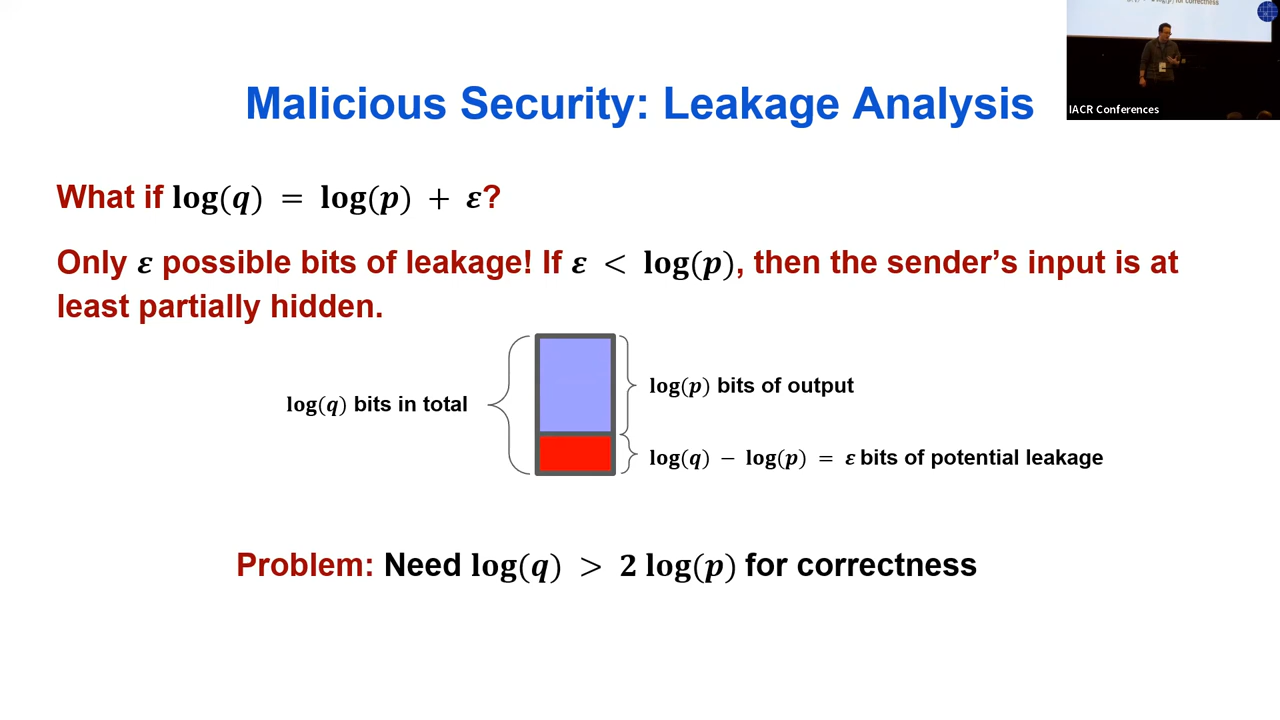 Malicious Security: Leakage Analysis
IACR Conferences
What if log(q) = log(p) + ε?
Only ε possible bits of leakage! If ε < log(p), then the sender's input is at
least partially hidden.
log(q) bits in total
log(p) bits of output
log(q) − log(p) = ε bits of potential leakage
Problem: Need log(q) > 2 log(p) for correctness